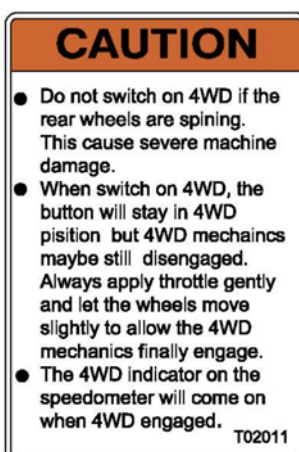 CAUTION
● Do not switch on 4WD if the
rear wheels are spining.
This cause severe machine
damage.
● When switch on 4WD, the
button will stay in 4WD
pisition but 4WD mechaincs
maybe still disengaged.
Always apply throttle gently
and let the wheels move
slightly to allow the 4WD
mechanics finally engage.
● The 4WD indicator on the
speedometer will come on
when 4WD engaged.
T02011